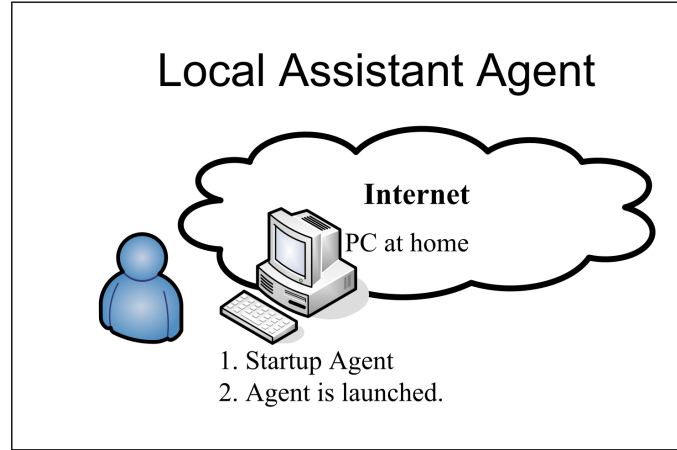 Local Assistant Agent
Internet
PC at home
1. Startup Agent
2. Agent is launched.